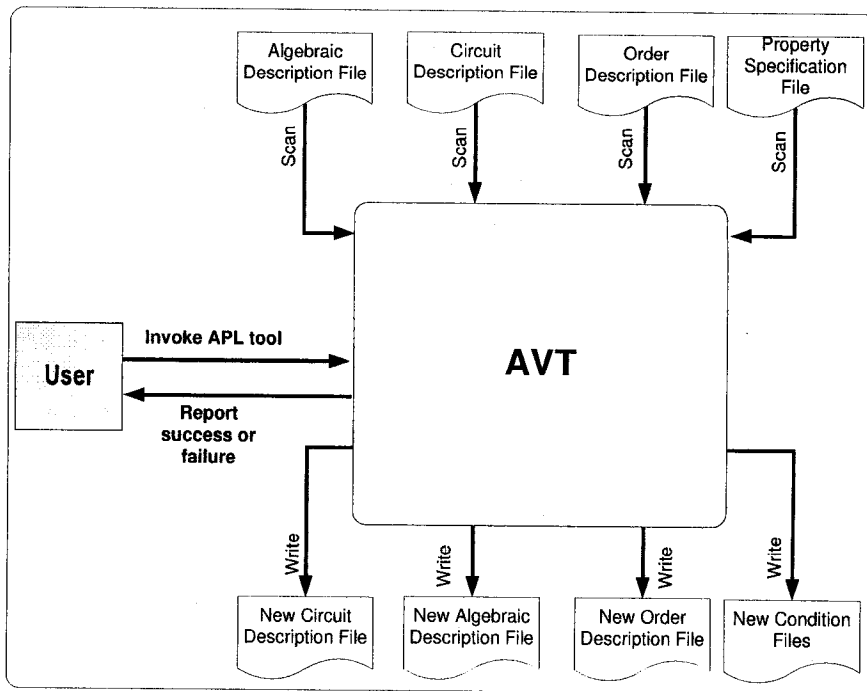 Algebraic
Description File
Circuit
Description File
Order
Description File
Property
Specification
File
Scan
Scan
Scan
Scan
Invoke APL tool
User
AVT
Report
success or
failure
Write
Write
Write
Write
New Circuit
Description File
New Algebraic
Description File
New Order
Description File
New Condition
Files